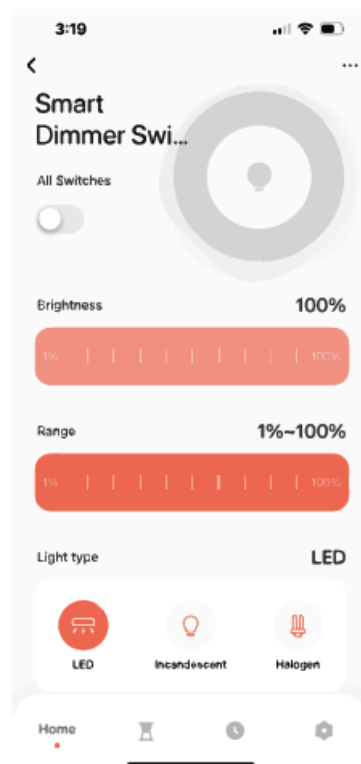 3:19
Smart
Dimmer Swi...
All Switches
Brightness 100%
1% 100%
Range 1%~100%
1% 100%
Light type LED
LED Incandescent Halogen
Home